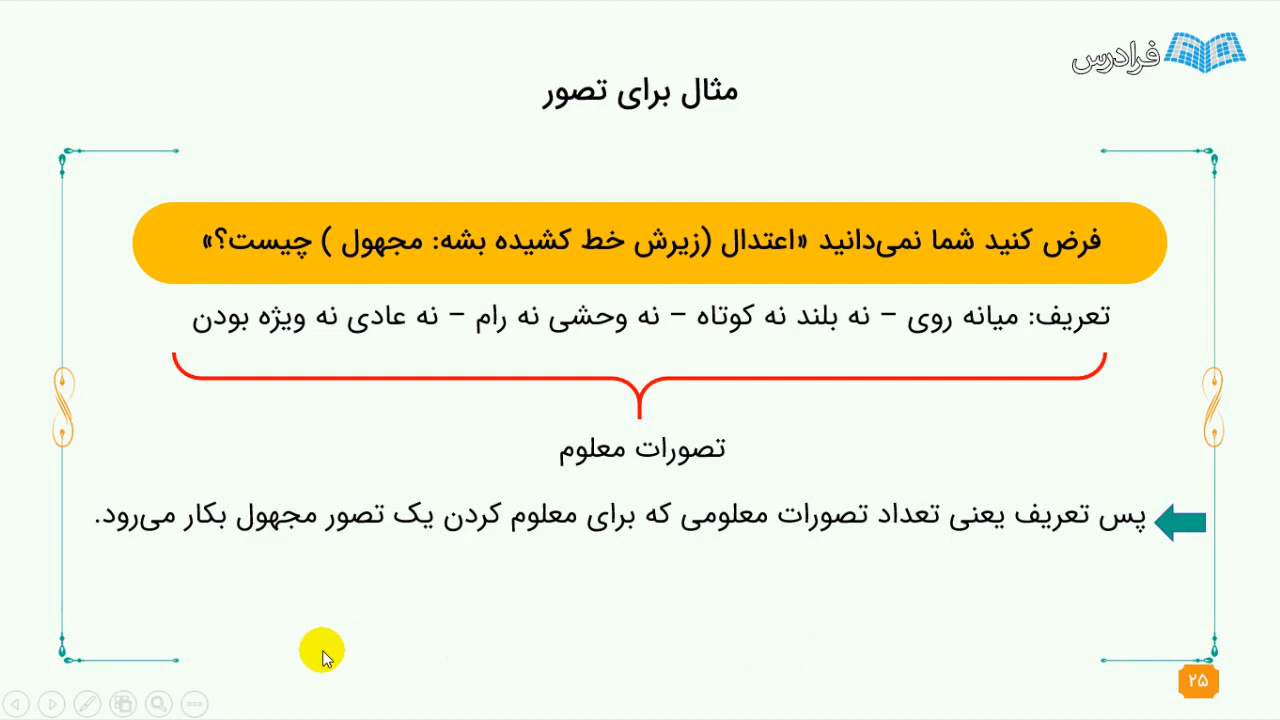 فرادرس
مثال برای تصور
فرض کنید شما نمی‌دانید «اعتدال (زیرش خط کشیده بشه: مجهول ) چیست؟»
تعریف: میانه روی – نه بلند نه کوتاه – نه وحشی نه رام – نه عادی نه ویژه بودن
تصورات معلوم
پس تعریف یعنی تعداد تصورات معلومی که برای معلوم کردن یک تصور مجهول بکار می‌رود.
۲۵